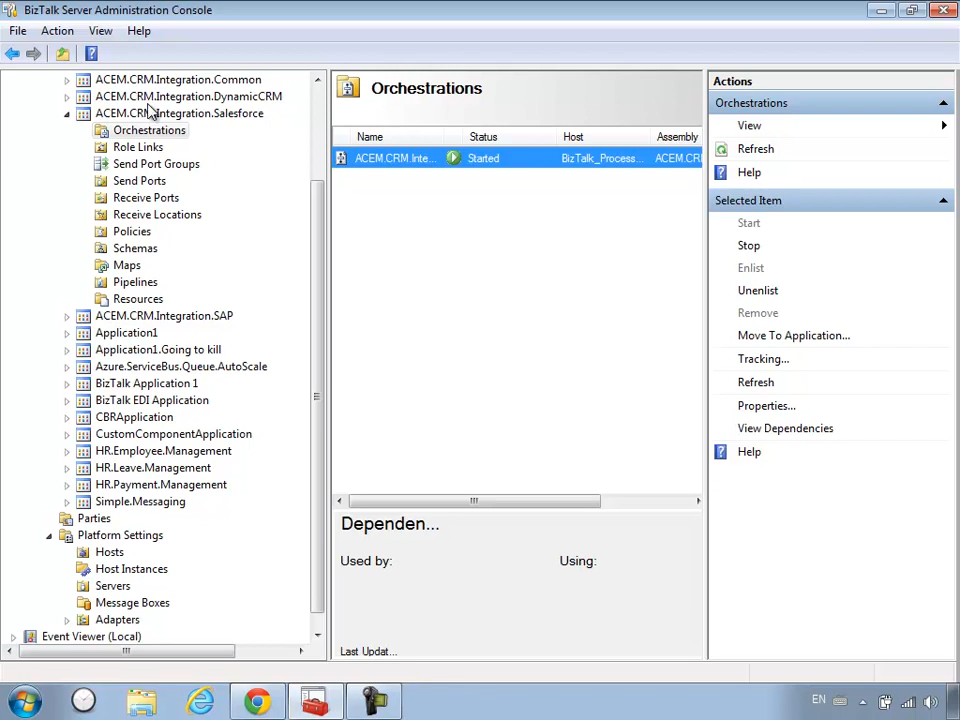 BizTalk Server Administration Console
File Action View Help
ACEM.CRM.Integration.Common
ACEM.CRM.Integration.DynamicCRM
ACEM.CRM.Integration.Salesforce
Orchestrations
Role Links
Send Port Groups
Send Ports
Receive Ports
Receive Locations
Policies
Schemas
Maps
Pipelines
Resources
ACEM.CRM.Integration.SAP
Application1
Application1.Going to kill
Azure.ServiceBus.Queue.AutoScale
BizTalk Application 1
BizTalk EDI Application
CBRApplication
CustomComponentApplication
HR.Employee.Management
HR.Leave.Management
HR.Payment.Management
Simple.Messaging
Parties
Platform Settings
Hosts
Host Instances
Servers
Message Boxes
Adapters
Event Viewer (Local)
Orchestrations
Name Status Host Assembly
ACEM.CRM.Inte... Started BizTalk_Process... ACEM.CRI
Dependen...
Used by: Using:
Last Updat...
Actions
Orchestrations
View
Refresh
Help
Selected Item
Start
Stop
Enlist
Unenlist
Remove
Move To Application...
Tracking...
Refresh
Properties...
View Dependencies
Help
EN